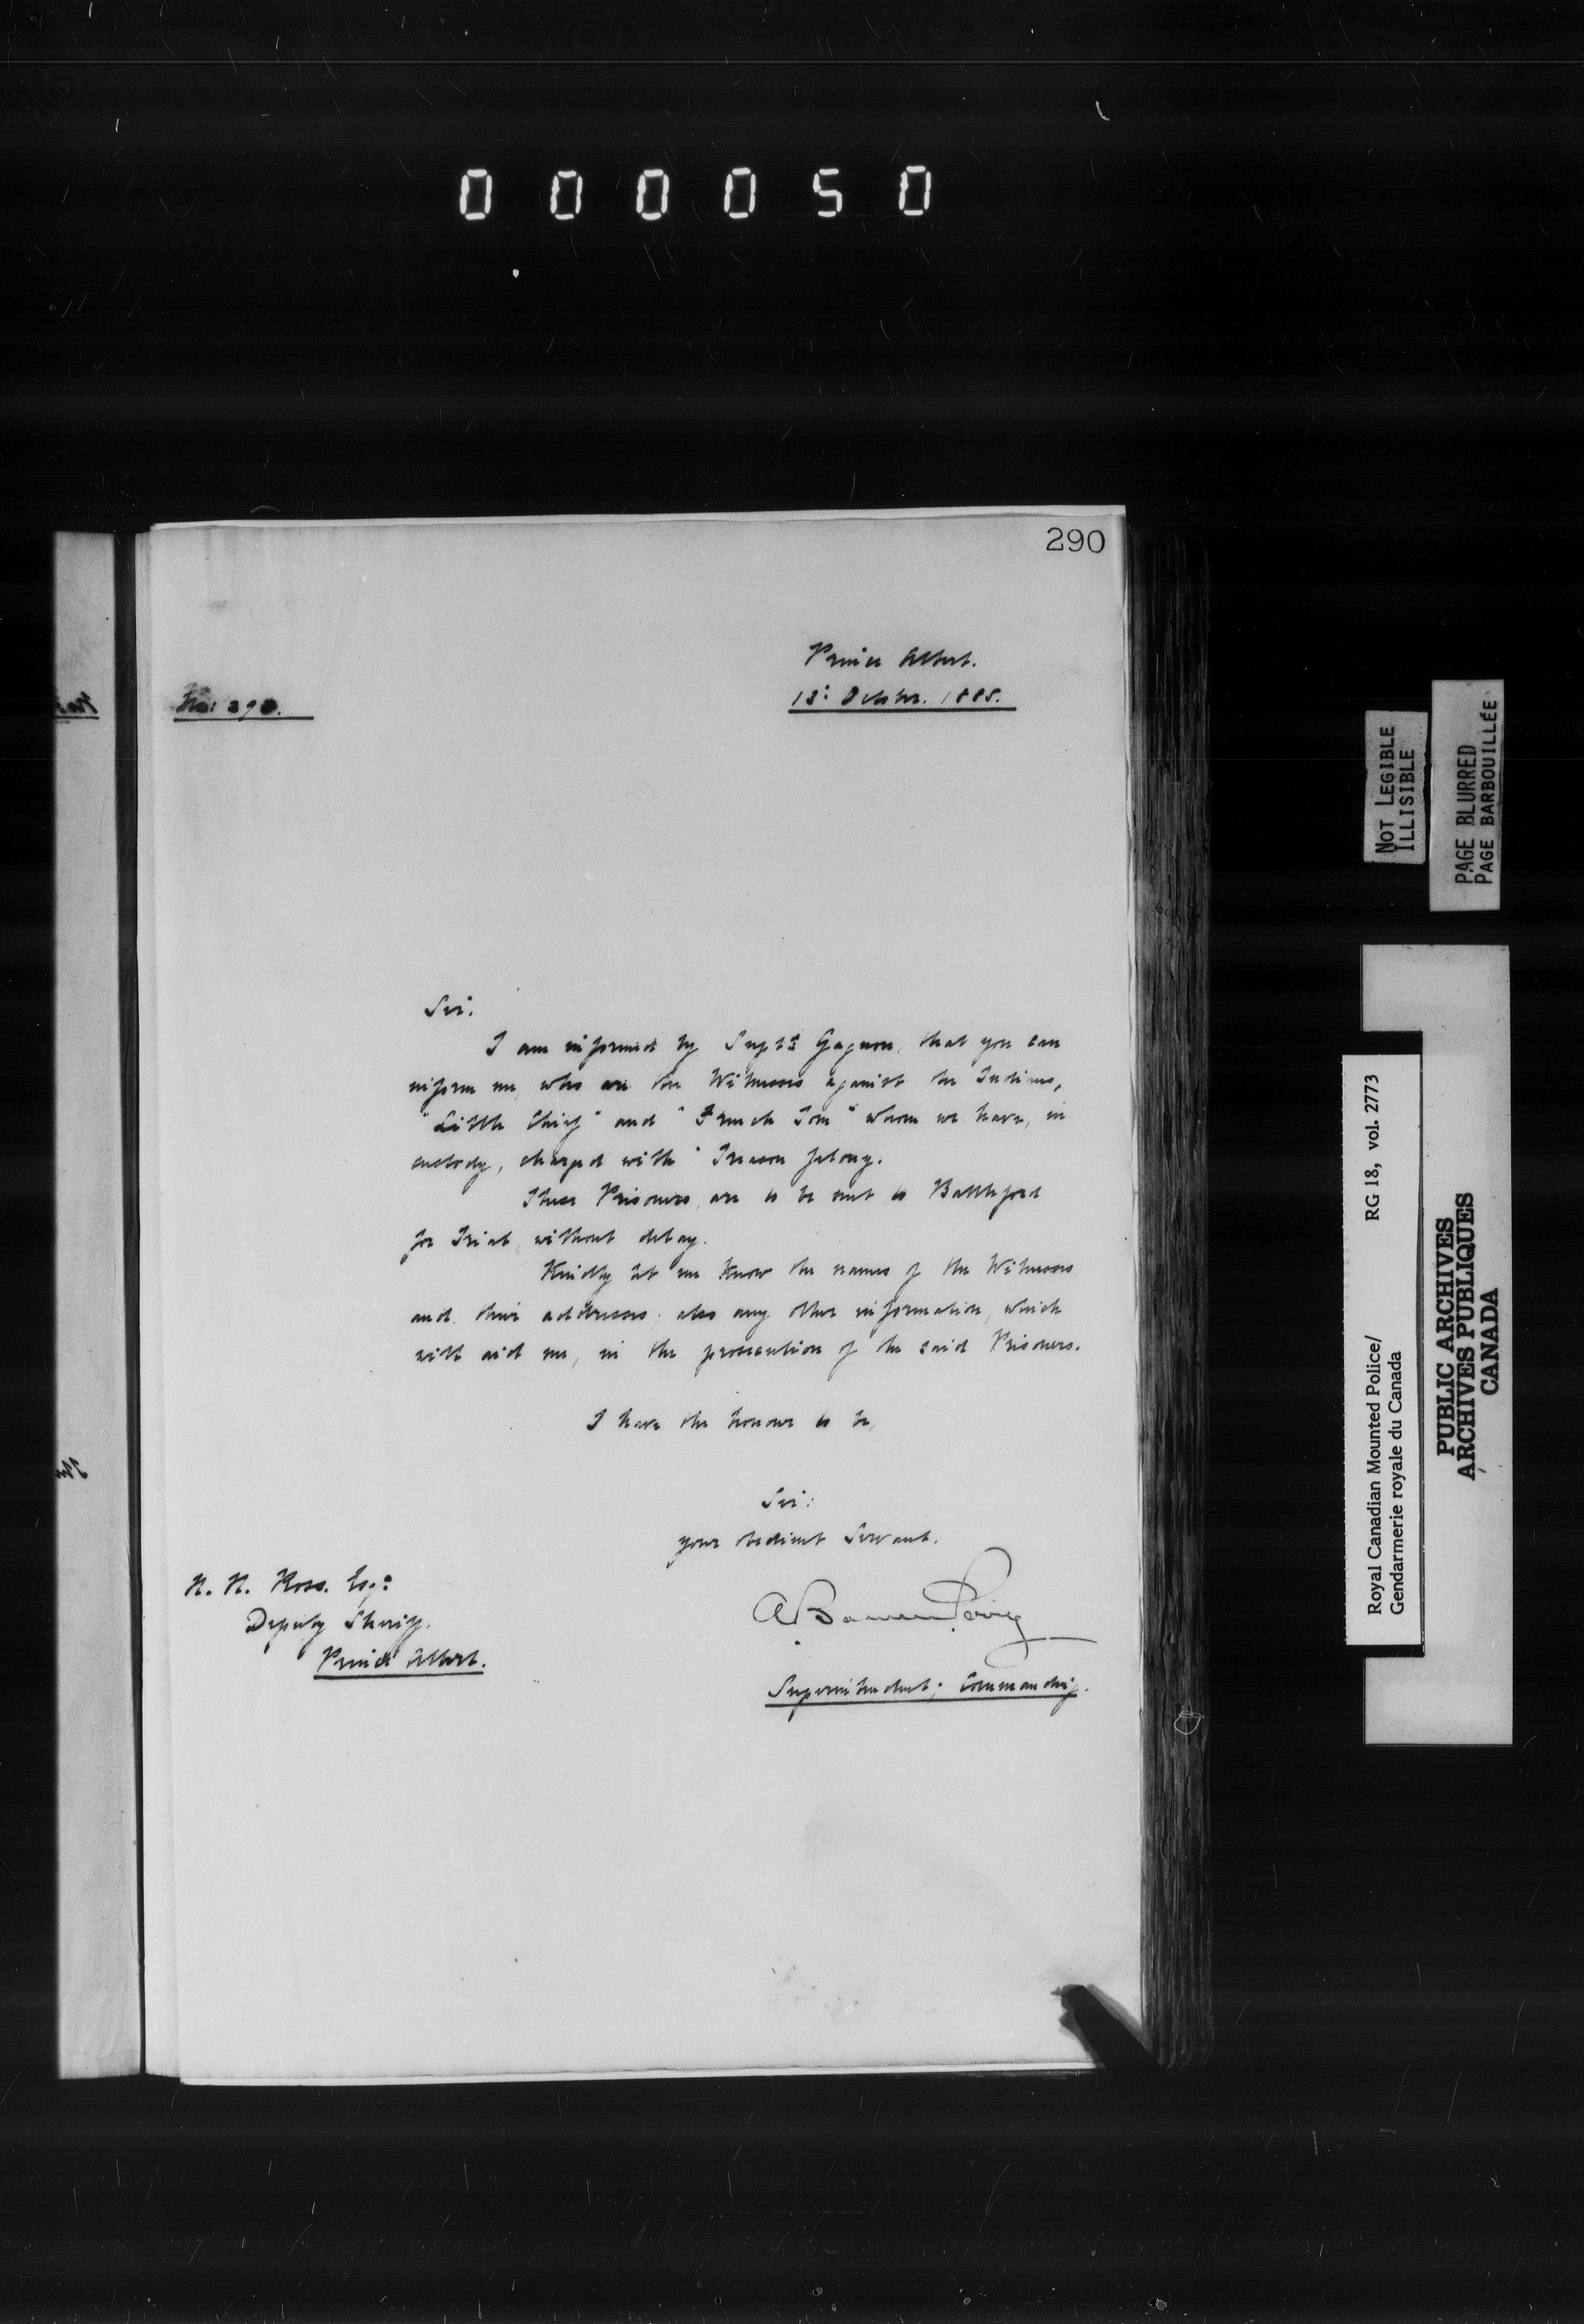 000050
290
Prince Albert.
13: Octber. 1885.
No: 290.
Sir.
I am informed by Supt: Gagnon, that you can
inform me, who are the Witnesses against the Indians,
"Little Chief" and "French Tom" whom we have, in
custody, charged with "Treason felony.
These Prisoners, are to be sent to Battleford
for Trial, without delay.
Kindly let me know the names of the Witnesses
and their addresses. also any other information, which
will aid me, in the prosecution of the said Prisoners.
I have the honour to be,
Sir:
your obedient Servant.
A Bowen Perry
Superintendent; Commanding.
N. N. Ross. Esq:
Deputy Sheriff.
Prince Albert.
NOT LEGIBLE
ILLISIBLE
PAGE BLURRED
PAGE BARBOUILLÉE
Royal Canadian Mounted Police/ RG 18, vol. 2773
Gendarmerie royale du Canada
PUBLIC ARCHIVES
ARCHIVES PUBLIQUES
CANADA